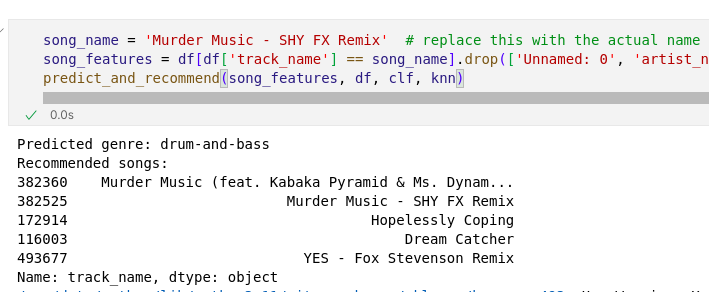 song_name = 'Murder Music - SHY FX Remix'  # replace this with the actual name
song_features = df[df['track_name'] == song_name].drop(['Unnamed: 0', 'artist_n
predict_and_recommend(song_features, df, clf, knn)
0.0s
Predicted genre: drum-and-bass
Recommended songs:
382360    Murder Music (feat. Kabaka Pyramid & Ms. Dynam...
382525                          Murder Music - SHY FX Remix
172914                                    Hopelessly Coping
116003                                        Dream Catcher
493677                            YES - Fox Stevenson Remix
Name: track_name, dtype: object